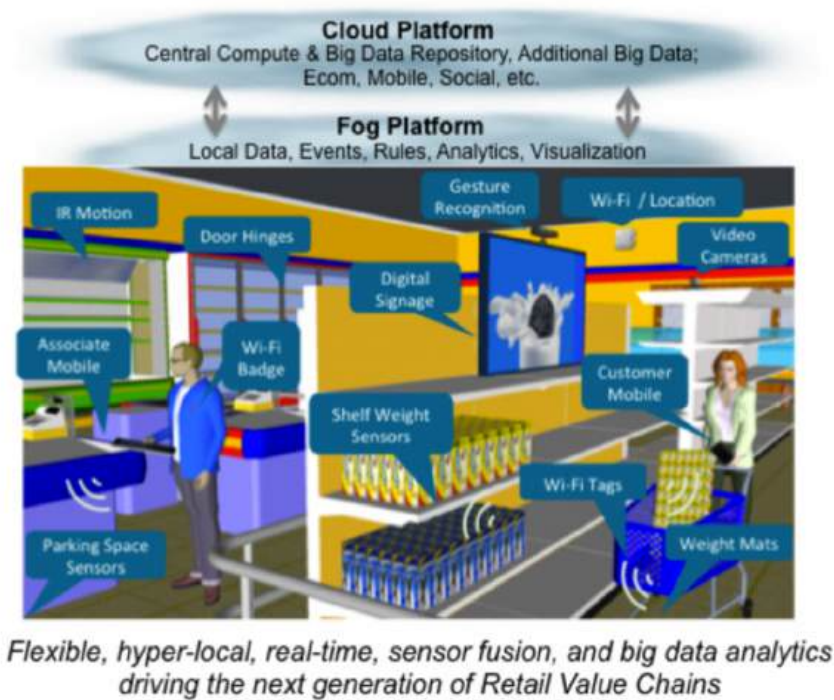 Cloud Platform
Central Compute & Big Data Repository, Additional Big Data;
Ecom, Mobile, Social, etc.
Fog Platform
Local Data, Events, Rules, Analytics, Visualization
Gesture
Recognition
Wi-Fi / Location
IR Motion
Door Hinges
Video
Cameras
Digital
Signage
Associate
Mobile
Wi-Fi
Badge
Customer
Mobile
Shelf Weight
Sensors
Wi-Fi Tags
Parking Space
Sensors
Weight Mats
Flexible, hyper-local, real-time, sensor fusion, and big data analytics
driving the next generation of Retail Value Chains